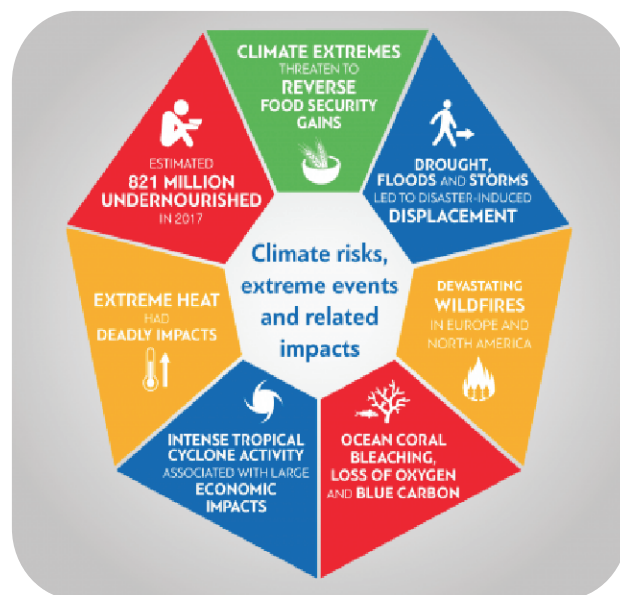 CLIMATE EXTREMES
THREATEN TO
REVERSE
FOOD SECURITY
GAINS
DROUGHT,
FLOODS AND STORMS
LED TO DISASTER-INDUCED
DISPLACEMENT
DEVASTATING
WILDFIRES
IN EUROPE AND
NORTH AMERICA
OCEAN CORAL
BLEACHING,
LOSS OF OXYGEN
AND BLUE CARBON
INTENSE TROPICAL
CYCLONE ACTIVITY
ASSOCIATED WITH LARGE
ECONOMIC
IMPACTS
EXTREME HEAT
HAD
DEADLY IMPACTS
ESTIMATED
821 MILLION
UNDERNOURISHED
IN 2017
Climate risks,
extreme events
and related
impacts